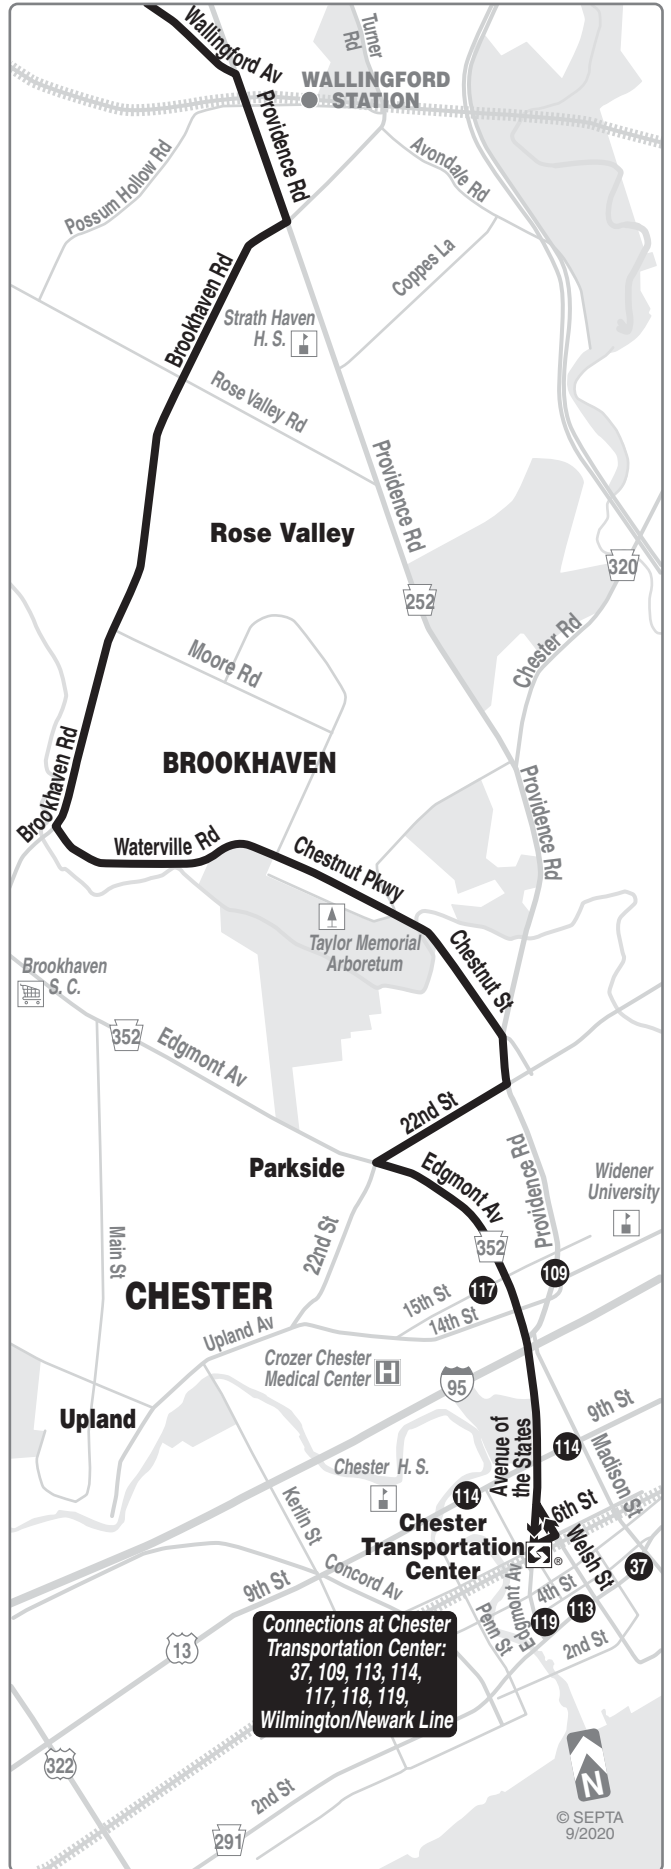 Wallingford Av
Turner
Rd
WALLINGFORD
STATION
Providence Rd
Possum Hollow Rd
Avondale Rd
Coppes La
Brookhaven Rd
Strath Haven
H. S.
Rose Valley Rd
Providence Rd
Rose Valley
320
252
Chester Rd
Moore Rd
BROOKHAVEN
Brookhaven Rd
Providence Rd
Waterville Rd
Chestnut Pkwy
Taylor Memorial
Arboretum
Chestnut St
Brookhaven
S. C.
352
Edgmont Av
22nd St
Parkside
Edgmont Av
Providence Rd
Widener
University
22nd St
352
Main St
109
117
CHESTER
15th St
14th St
Upland Av
Crozer Chester
Medical Center
H
95
Upland
9th St
Avenue of
the States
114
Madison St
Chester H. S.
114
6th St
Kerlin St
Chester
Transportation
Center
®
Welsh St
37
9th St
Concord Av
Edgmont Av
4th St
Penn St
119
113
2nd St
13
Connections at Chester
Transportation Center:
37, 109, 113, 114,
117, 118, 119,
Wilmington/Newark Line
322
2nd St
291
N
© SEPTA
9/2020